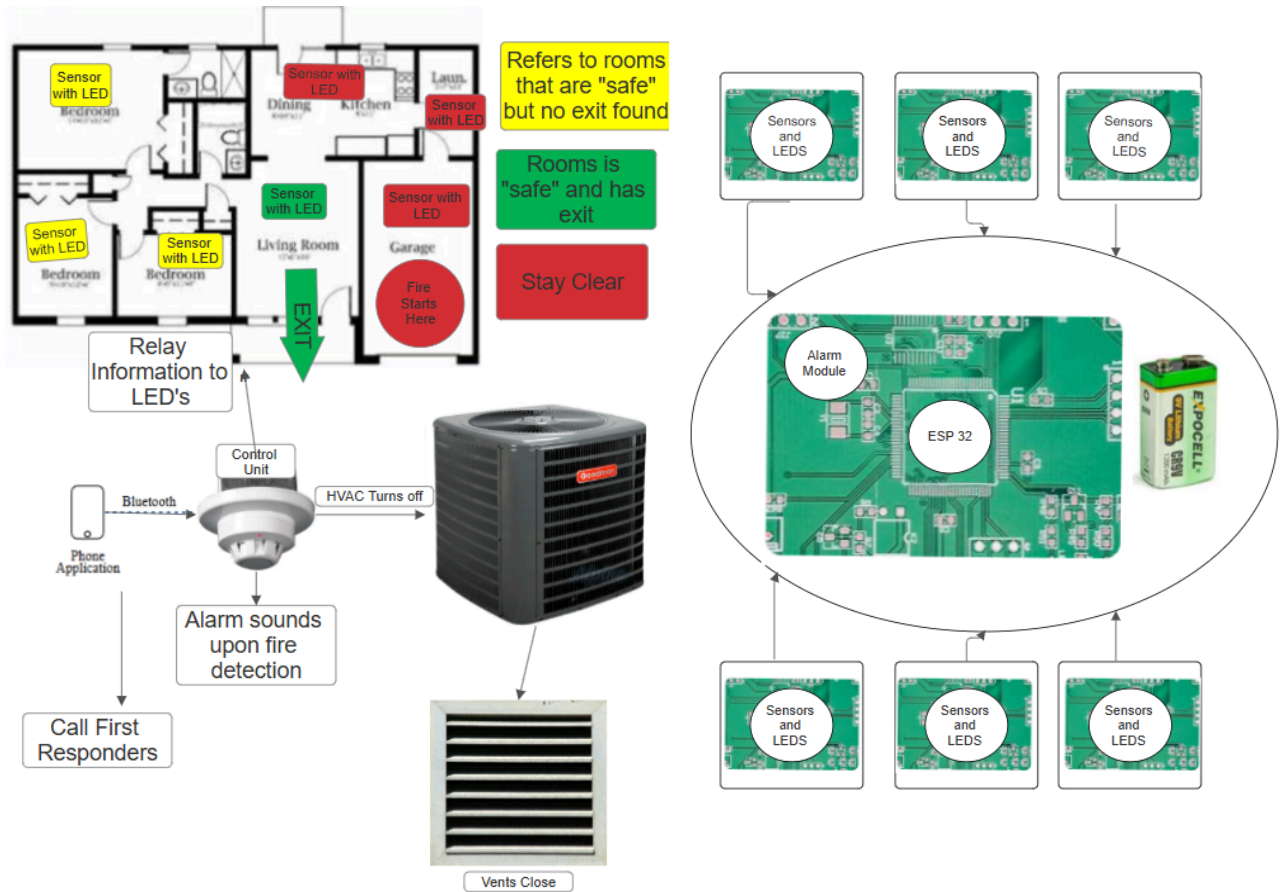 Sensor
with LED
Bedroom
Sensor with
LED
Dining
Kitchen
Laun.
Sensor
with LED
Sensor
with LED
Bedroom
Sensor
with LED
Bedroom
Sensor
with LED
Living Room
Sensor with
LED
Garage
Fire
Starts
Here
EXIT
Refers to rooms
that are "safe"
but no exit found
Rooms is
"safe" and has
exit
Stay Clear
Relay
Information to
LED's
Control
Unit
Bluetooth
HVAC Turns off
Phone
Application
Alarm sounds
upon fire
detection
Call First
Responders
Vents Close
Sensors
and
LEDS
Sensors
and
LEDS
Sensors
and
LEDS
Alarm
Module
ESP 32
U1
EXPOCELL
9V Lithium
Battery
CR9V
Sensors
and
LEDS
Sensors
and
LEDS
Sensors
and
LEDS